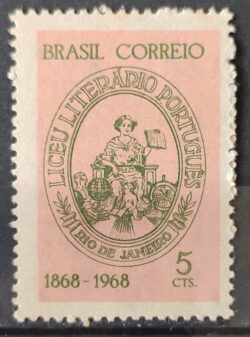 BRASIL CORREIO
LICEU LITERÁRIO PORTUGUÊS
RIO DE JANEIRO
5
CTS.
1868-1968